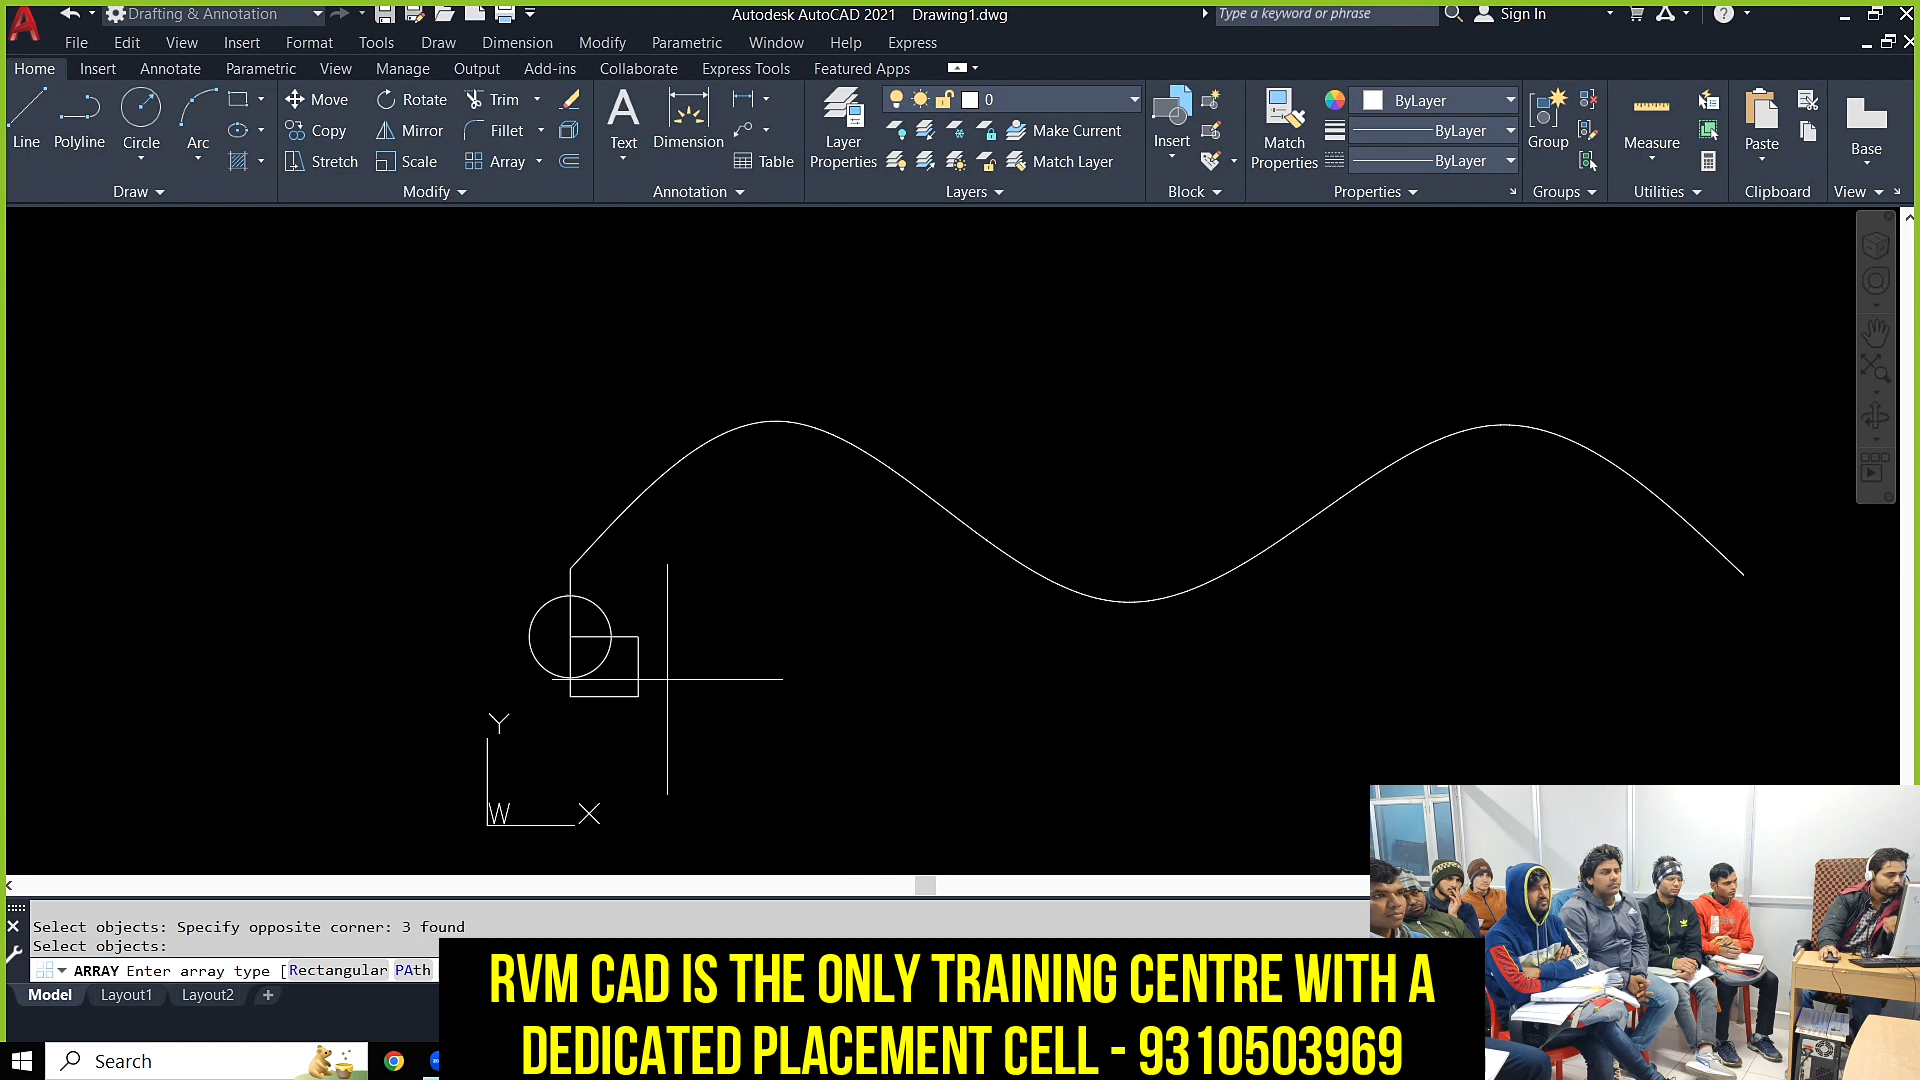 Drafting & Annotation
Autodesk AutoCAD 2021 Drawing1.dwg
Type a keyword or phrase
Sign In
File Edit View Insert Format Tools Draw Dimension Modify Parametric Window Help Express
Home Insert Annotate Parametric View Manage Output Add-ins Collaborate Express Tools Featured Apps
Line Polyline Circle Arc
Move Rotate Trim
Copy Mirror Fillet
Stretch Scale Array
Text Dimension
Table
Layer Properties
0
Make Current
Match Layer
Insert
Match Properties
ByLayer
ByLayer
ByLayer
Group
Measure
Paste
Base
Draw Modify Annotation Layers Block Properties Groups Utilities Clipboard View
Y
W X
Select objects: Specify opposite corner: 3 found
Select objects:
ARRAY Enter array type [Rectangular PAth
Model Layout1 Layout2 +
RVM CAD IS THE ONLY TRAINING CENTRE WITH A
DEDICATED PLACEMENT CELL - 9310503969
Search